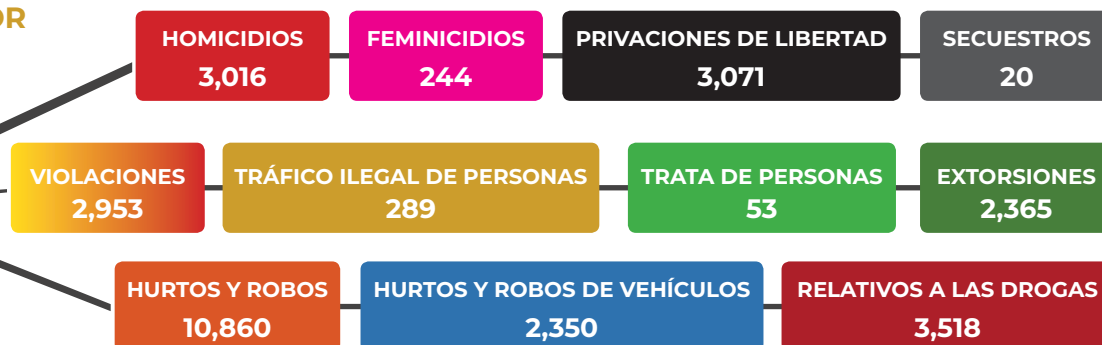 OR
HOMICIDIOS
3,016
FEMINICIDIOS
244
PRIVACIONES DE LIBERTAD
3,071
SECUESTROS
20
VIOLACIONES
2,953
TRÁFICO ILEGAL DE PERSONAS
289
TRATA DE PERSONAS
53
EXTORSIONES
2,365
HURTOS Y ROBOS
10,860
HURTOS Y ROBOS DE VEHÍCULOS
2,350
RELATIVOS A LAS DROGAS
3,518